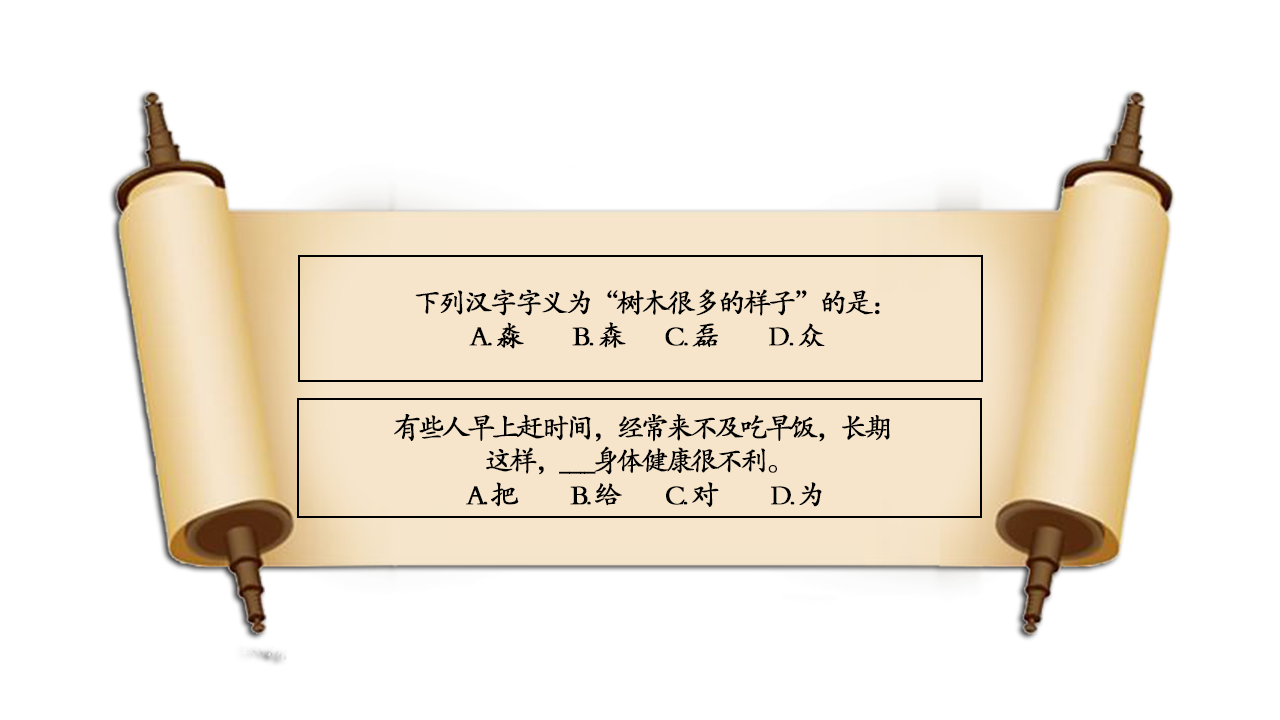 下列汉字字义为“树木很多的样子”的是：
A.淼 B.森 C.磊 D.众
有些人早上赶时间，经常来不及吃早饭，长期
这样，___身体健康很不利。
A.把 B.给 C.对 D.为